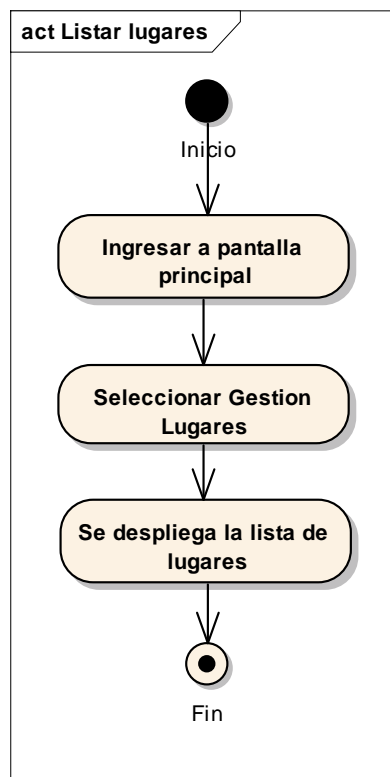 act Listar lugares
Inicio
Ingresar a pantalla
principal
Seleccionar Gestion
Lugares
Se despliega la lista de
lugares
Fin